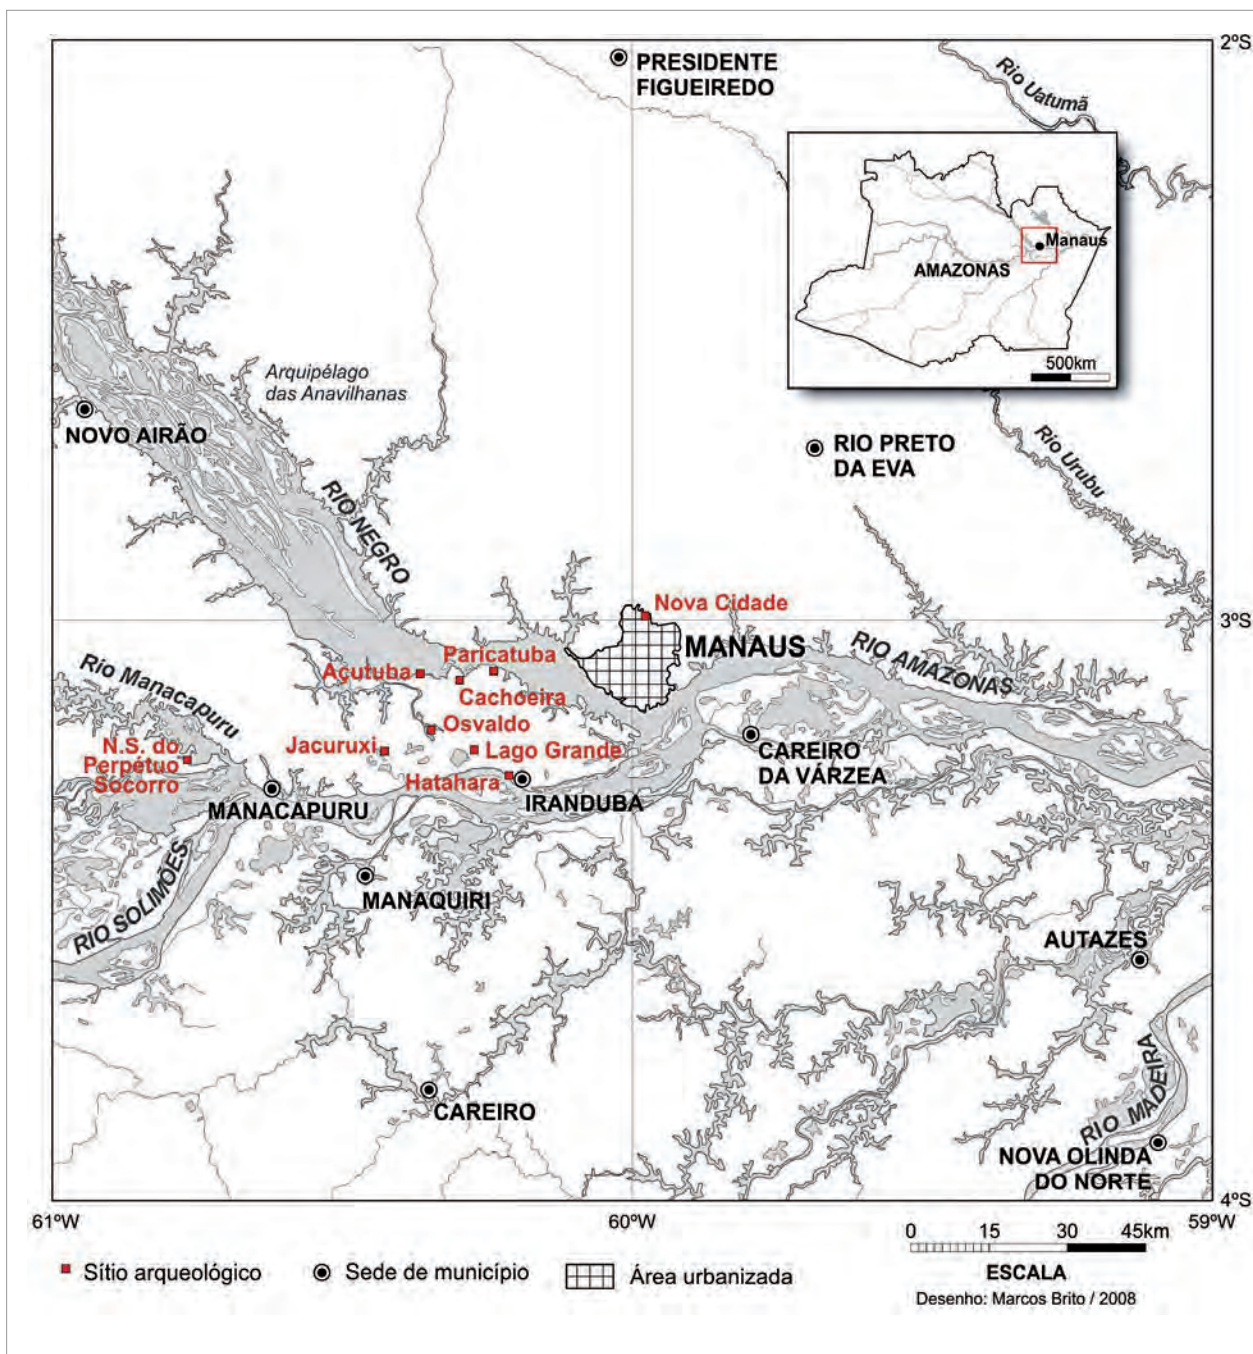 2ºS
PRESIDENTE
FIGUEIREDO
Rio Uatumã
Manaus
AMAZONAS
500km
Arquipélago
das Anavilhanas
NOVO AIRÃO
RIO PRETO
DA EVA
Rio Urubu
RIO NEGRO
Nova Cidade
3ºS
MANAUS
RIO AMAZONAS
Paricatuba
Açutuba
Cachoeira
Rio Manacapuru
Osvaldo
Jacuruxi
Lago Grande
N.S. do
Perpétuo
Socorro
Hatahara
CAREIRO
DA VÁRZEA
MANACAPURU
IRANDUBA
RIO SOLIMÕES
MANAQUIRI
AUTAZES
CAREIRO
RIO MADEIRA
NOVA OLINDA
DO NORTE
4ºS
61ºW
60ºW
59ºW
0 15 30 45km
ESCALA
Desenho: Marcos Brito / 2008
Sítio arqueológico
Sede de município
Área urbanizada